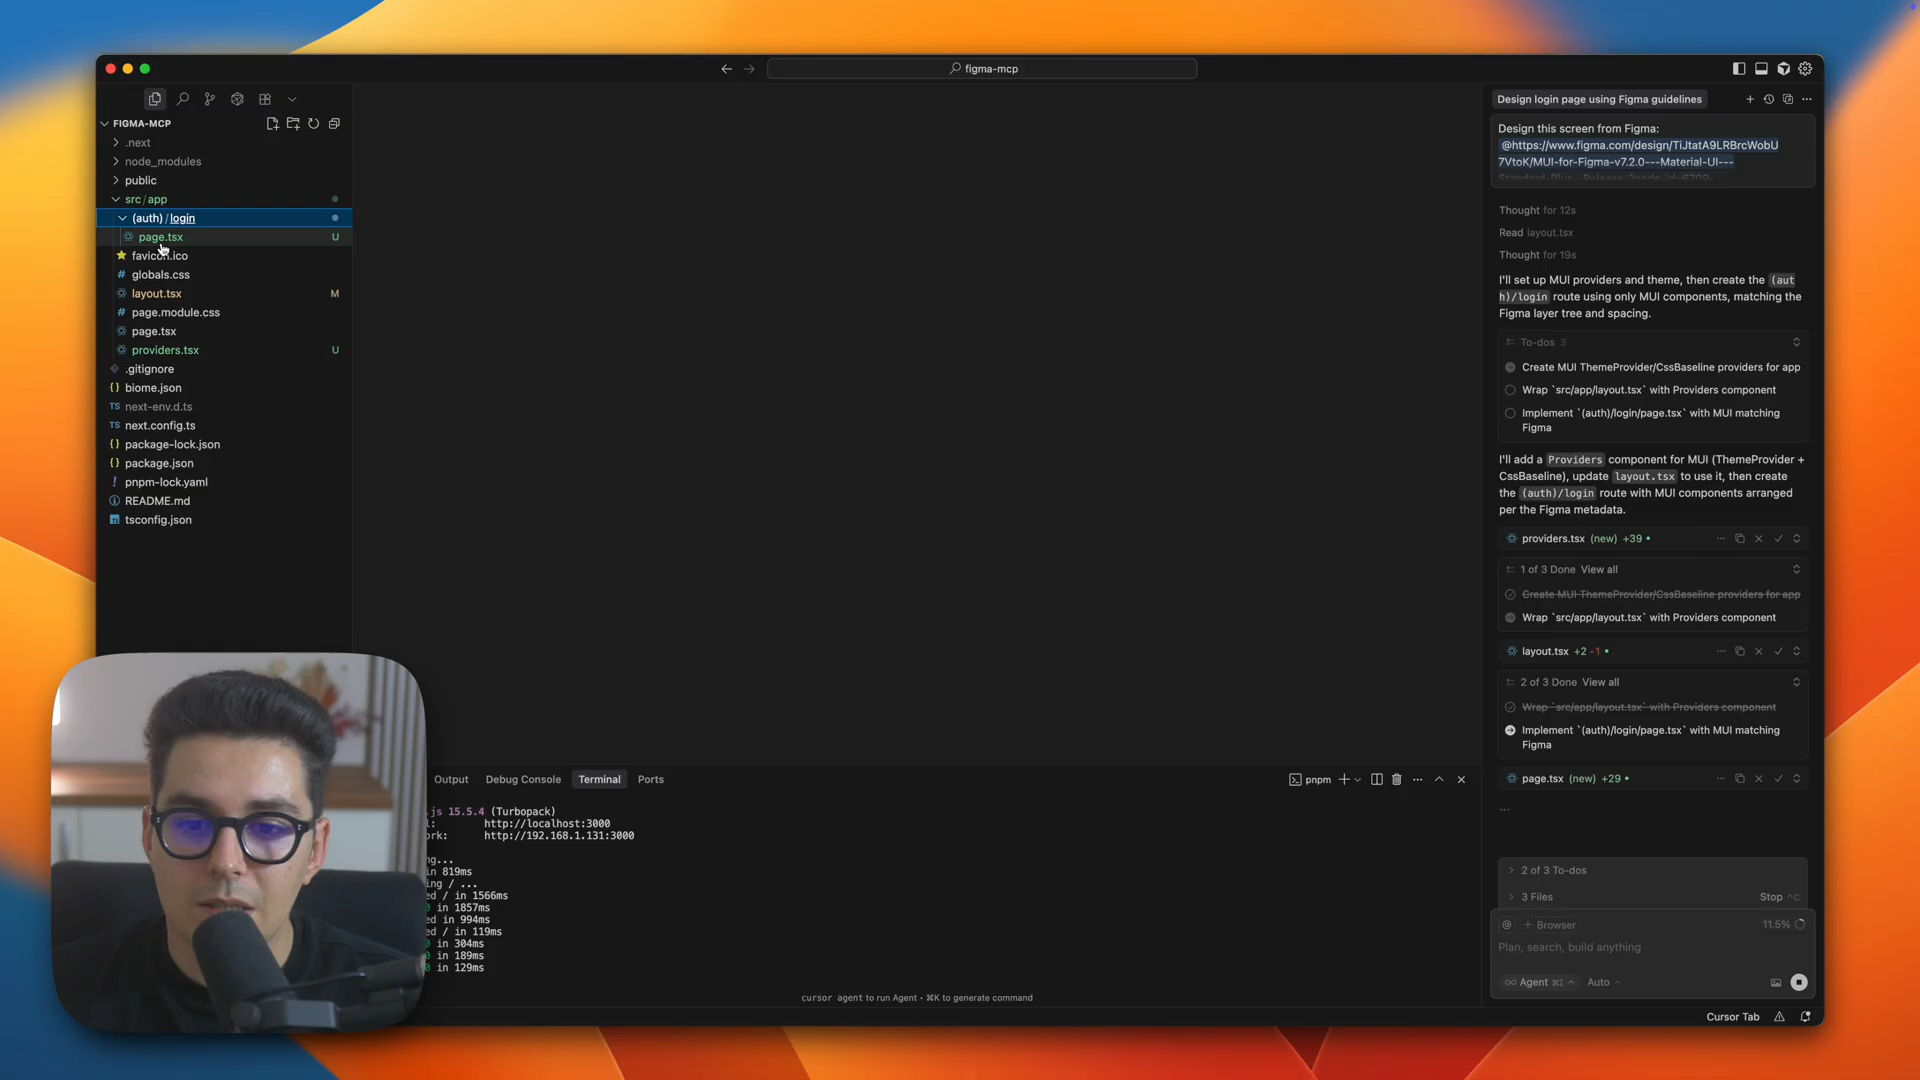 figma-mcp
FIGMA-MCP
.next
node_modules
public
src/app
(auth)/login
page.tsx
U
favicon.ico
globals.css
layout.tsx
M
page.module.css
page.tsx
providers.tsx
U
.gitignore
biome.json
next-env.d.ts
next.config.ts
package-lock.json
package.json
pnpm-lock.yaml
README.md
tsconfig.json
Output
Debug Console
Terminal
Ports
pnpm
.js 15.5.4 (Turbopack)
l: http://localhost:3000
ork: http://192.168.1.131:3000
ng...
in 819ms
ing / ...
ed / in 1566ms
0 in 1857ms
ed in 994ms
ed / in 119ms
0 in 304ms
0 in 189ms
0 in 129ms
cursor agent to run Agent • ⌘K to generate command
Design login page using Figma guidelines
Design this screen from Figma:
@https://www.figma.com/design/TiJtatA9LRBrcWobU
7VtoK/MUI-for-Figma-v7.2.0---Material-UI---
Thought for 12s
Read layout.tsx
Thought for 19s
I'll set up MUI providers and theme, then create the (aut
h)/login route using only MUI components, matching the
Figma layer tree and spacing.
To-dos 3
Create MUI ThemeProvider/CssBaseline providers for app
Wrap `src/app/layout.tsx` with Providers component
Implement `(auth)/login/page.tsx` with MUI matching
Figma
I'll add a Providers component for MUI (ThemeProvider +
CssBaseline), update layout.tsx to use it, then create
the (auth)/login route with MUI components arranged
per the Figma metadata.
providers.tsx (new) +39
1 of 3 Done View all
Create MUI ThemeProvider/CssBaseline providers for app
Wrap `src/app/layout.tsx` with Providers component
layout.tsx +2 -1
2 of 3 Done View all
Wrap `src/app/layout.tsx` with Providers component
Implement `(auth)/login/page.tsx` with MUI matching
Figma
page.tsx (new) +29
...
2 of 3 To-dos
3 Files
Stop ^C
@
+ Browser
11.5%
Plan, search, build anything
Agent ⌘I
Auto
Cursor Tab